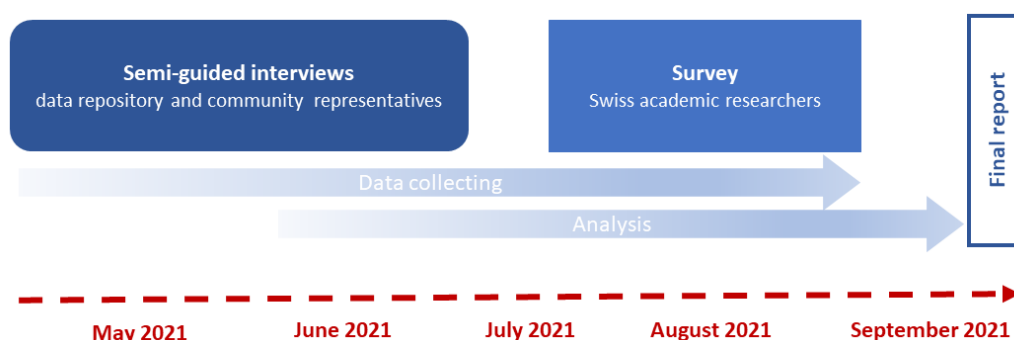 Semi-guided interviews
data repository and community representatives
Survey
Swiss academic researchers
Final report
Data collecting
Analysis
May 2021
June 2021
July 2021
August 2021
September 2021